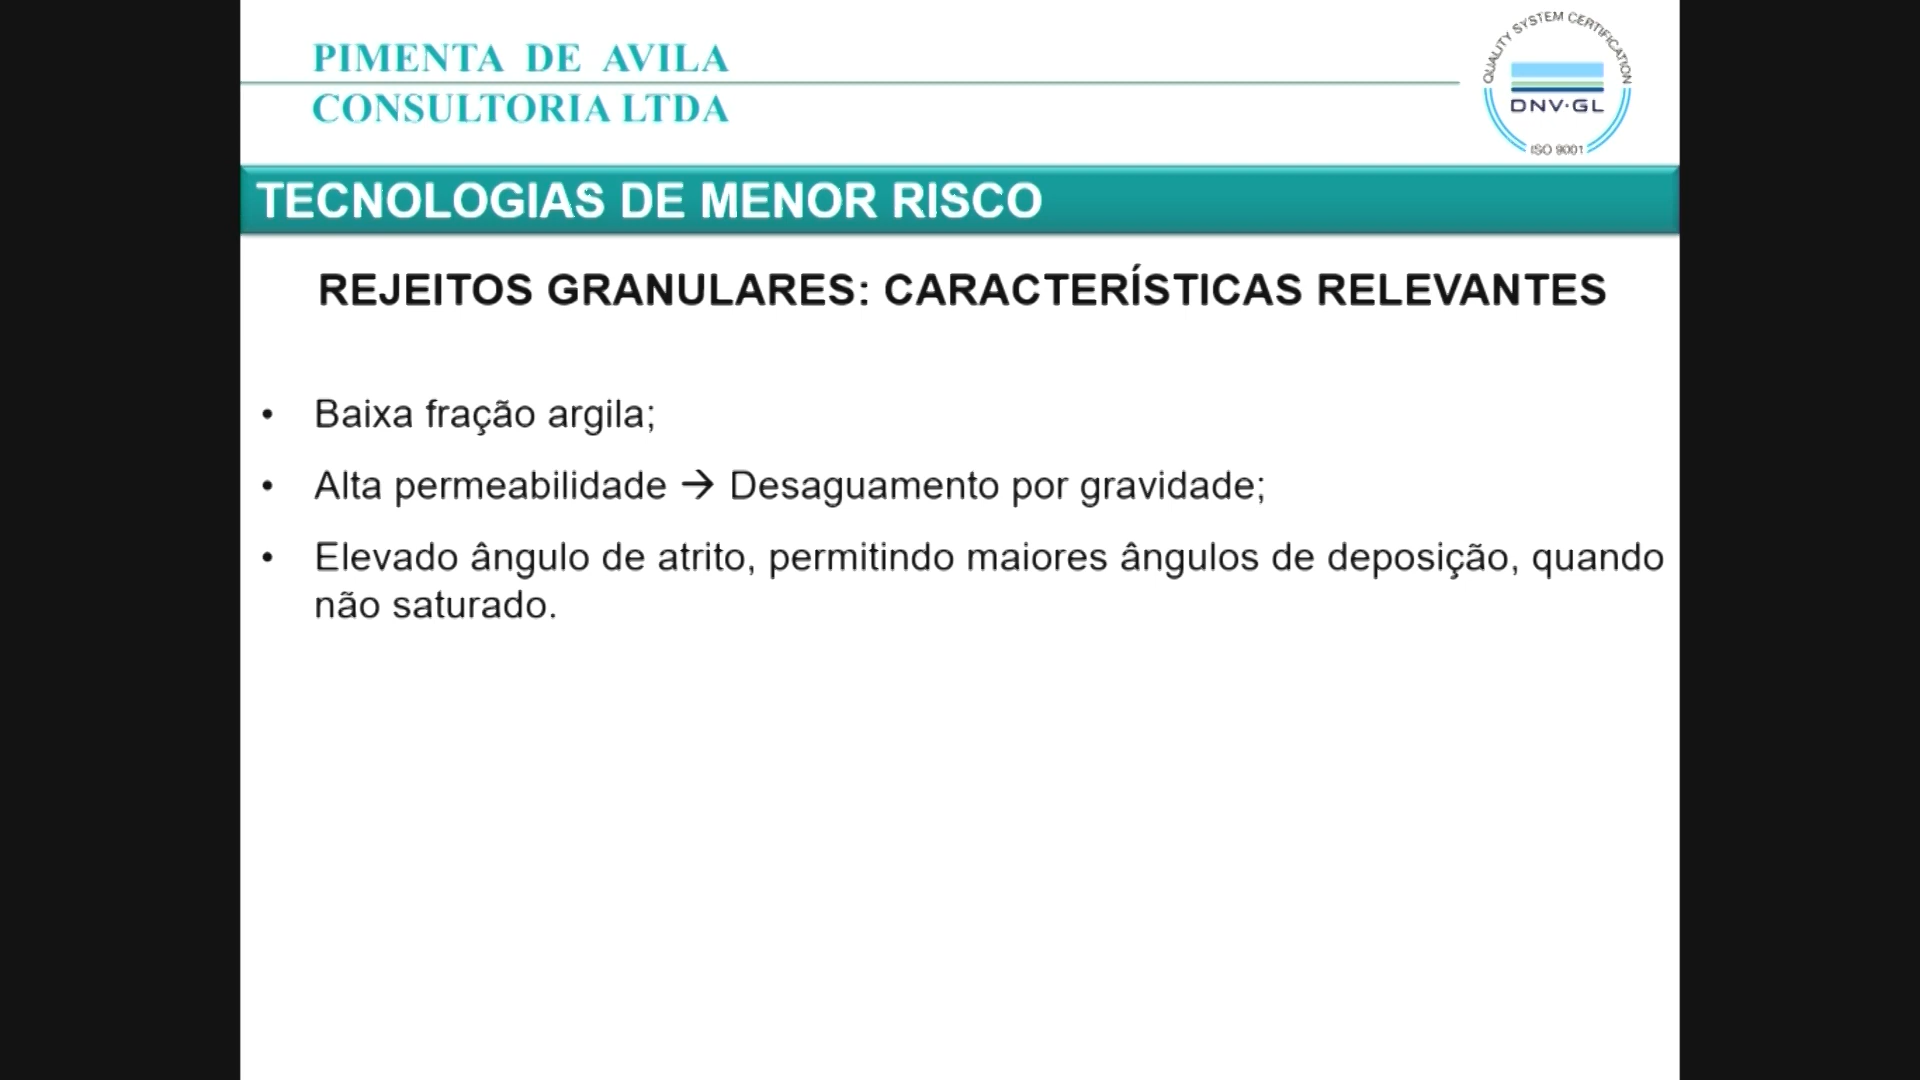 PIMENTA DE AVILA
CONSULTORIA LTDA
QUALITY SYSTEM CERTIFICATION
DNV·GL
ISO 9001
TECNOLOGIAS DE MENOR RISCO
REJEITOS GRANULARES: CARACTERÍSTICAS RELEVANTES
• Baixa fração argila;
• Alta permeabilidade → Desaguamento por gravidade;
• Elevado ângulo de atrito, permitindo maiores ângulos de deposição, quando
não saturado.